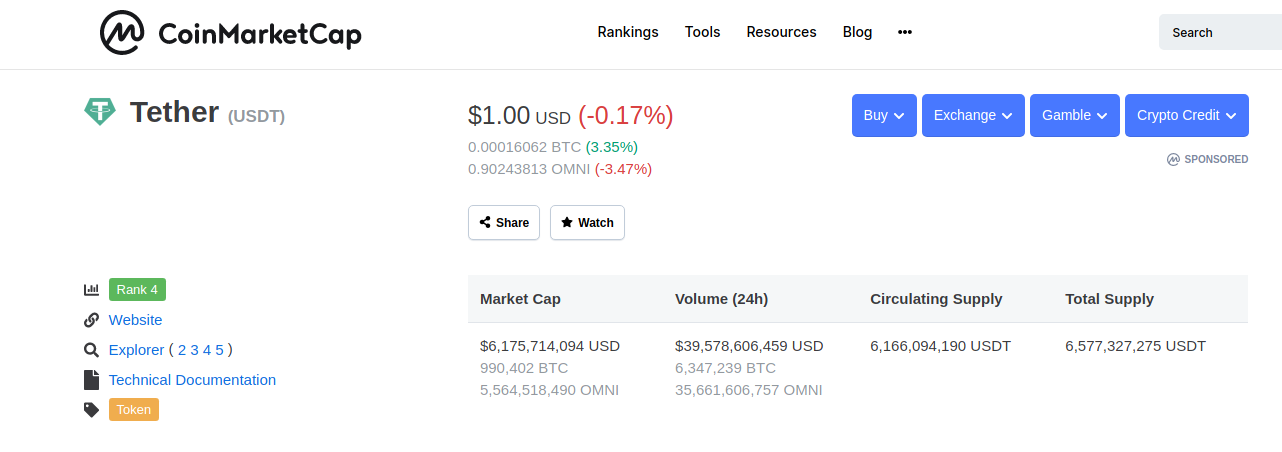 CoinMarketCap
Rankings Tools Resources Blog •••
Search
Tether (USDT)
$1.00 USD (-0.17%)
0.00016062 BTC (3.35%)
0.90243813 OMNI (-3.47%)
Buy Exchange Gamble Crypto Credit
SPONSORED
Share Watch
Rank 4
Website
Explorer ( 2 3 4 5 )
Technical Documentation
Token
Market Cap Volume (24h) Circulating Supply Total Supply
$6,175,714,094 USD $39,578,606,459 USD 6,166,094,190 USDT 6,577,327,275 USDT
990,402 BTC 6,347,239 BTC
5,564,518,490 OMNI 35,661,606,757 OMNI